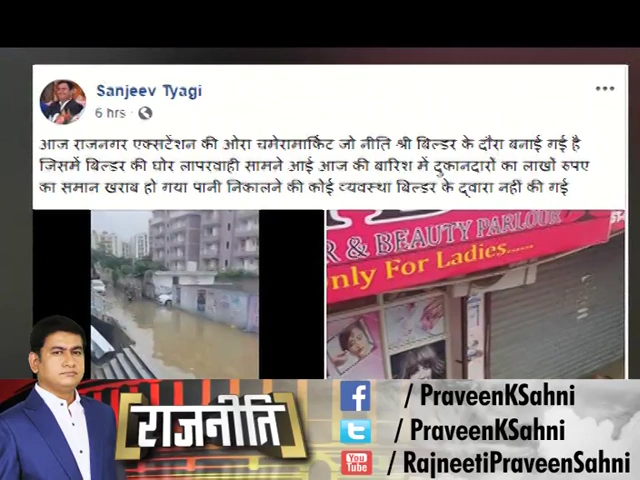 Sanjeev Tyagi
6 hrs
आज राजनगर एक्सटेंशन की ओरा चमेरामार्किट जो नीति श्री बिल्डर के दौरा बनाई गई है
जिसमें बिल्डर की घोर लापरवाही सामने आई आज की बारिश में दुकानदारों का लाखों रुपए
का समान खराब हो गया पानी निकालने की कोई व्यवस्था बिल्डर के द्वारा नहीं की गई
& BEAUTY PARLOUR
nly For Ladies......
राजनीति
/ PraveenKSahni
/ PraveenKSahni
You Tube / RajneetiPraveenSahni